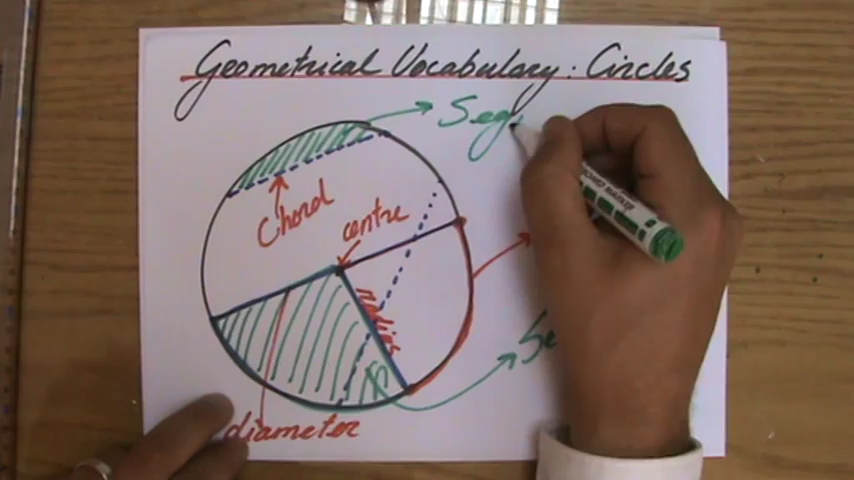 Geometrical Vocabulary: Circles
Seg
Chord
centre
radius
Se
diameter